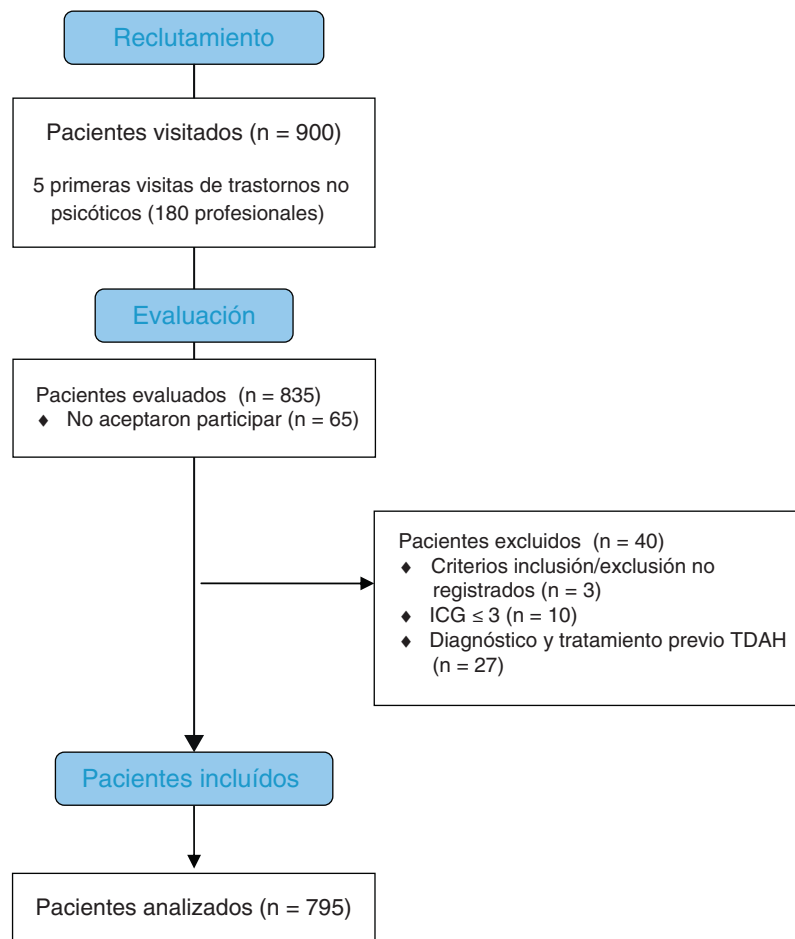 Reclutamiento
Pacientes visitados (n = 900)
5 primeras visitas de trastornos no
psicóticos (180 profesionales)
Evaluación
Pacientes evaluados (n = 835)
♦ No aceptaron participar (n = 65)
Pacientes excluidos (n = 40)
♦ Criterios inclusión/exclusión no
registrados (n = 3)
♦ ICG ≤ 3 (n = 10)
♦ Diagnóstico y tratamiento previo TDAH
(n = 27)
Pacientes incluídos
Pacientes analizados (n = 795)